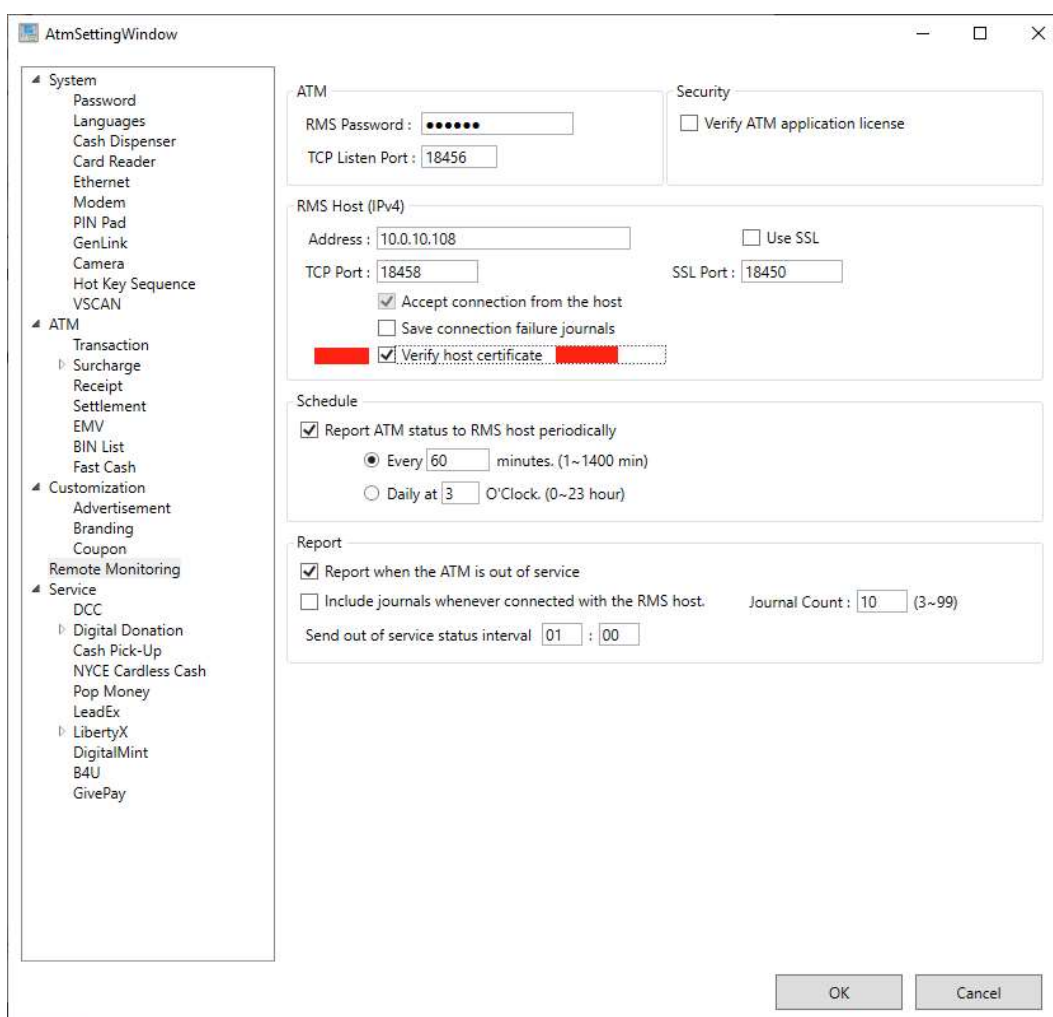 AtmSettingWindow
System
Password
Languages
Cash Dispenser
Card Reader
Ethernet
Modem
PIN Pad
GenLink
Camera
Hot Key Sequence
VSCAN
ATM
Transaction
Surcharge
Receipt
Settlement
EMV
BIN List
Fast Cash
Customization
Advertisement
Branding
Coupon
Remote Monitoring
Service
DCC
Digital Donation
Cash Pick-Up
NYCE Cardless Cash
Pop Money
LeadEx
LibertyX
DigitalMint
B4U
GivePay
ATM
RMS Password : ●●●●●●
TCP Listen Port : 18456
Security
Verify ATM application license
RMS Host (IPv4)
Address : 10.0.10.108
Use SSL
TCP Port : 18458
SSL Port : 18450
Accept connection from the host
Save connection failure journals
Verify host certificate
Schedule
Report ATM status to RMS host periodically
Every 60 minutes. (1~1400 min)
Daily at 3 O'Clock. (0~23 hour)
Report
Report when the ATM is out of service
Include journals whenever connected with the RMS host. Journal Count : 10 (3~99)
Send out of service status interval 01 : 00
OK
Cancel